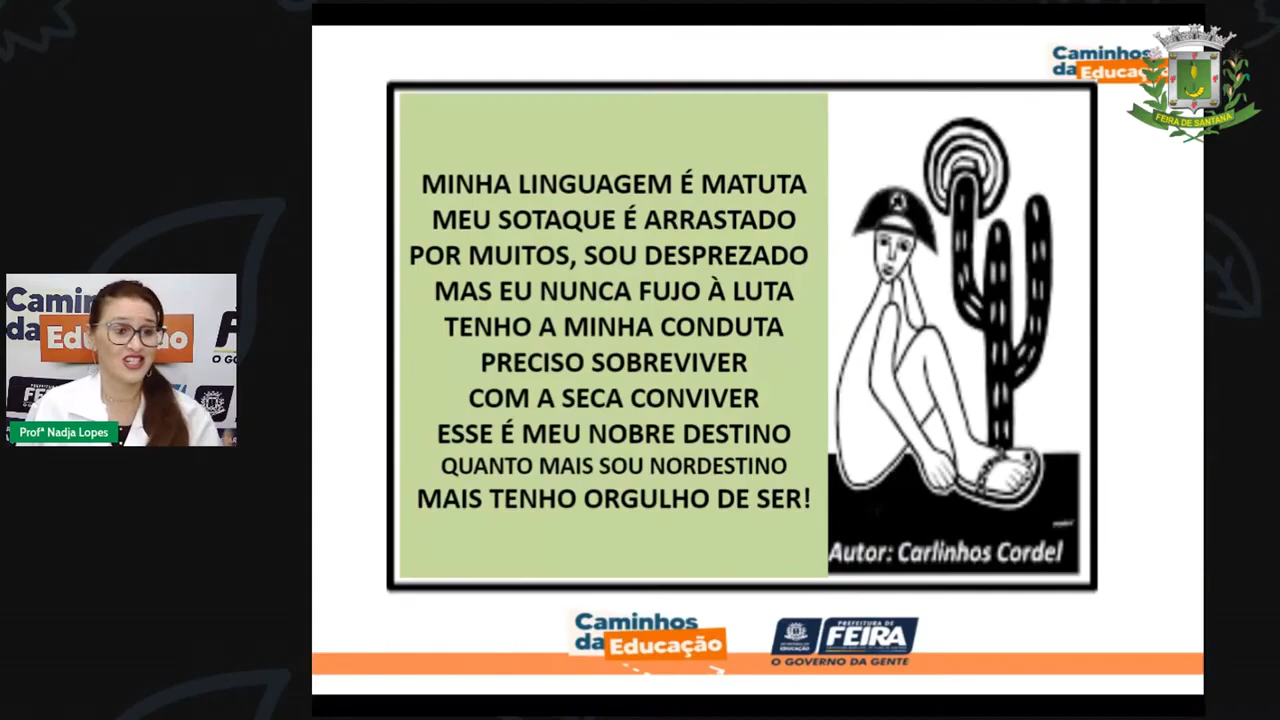 Caminhos
da Educação
FEIRA DE SANTANA
MINHA LINGUAGEM É MATUTA
MEU SOTAQUE É ARRASTADO
POR MUITOS, SOU DESPREZADO
MAS EU NUNCA FUJO À LUTA
TENHO A MINHA CONDUTA
PRECISO SOBREVIVER
COM A SECA CONVIVER
ESSE É MEU NOBRE DESTINO
QUANTO MAIS SOU NORDESTINO
MAIS TENHO ORGULHO DE SER!
Autor: Carlinhos Cordel
da Educação
O GOV
PREFEITURA
Profª Nadja Lopes
Caminhos
da Educação
EDUCAÇÃO
PREFEITURA DE
FEIRA
O GOVERNO DA GENTE